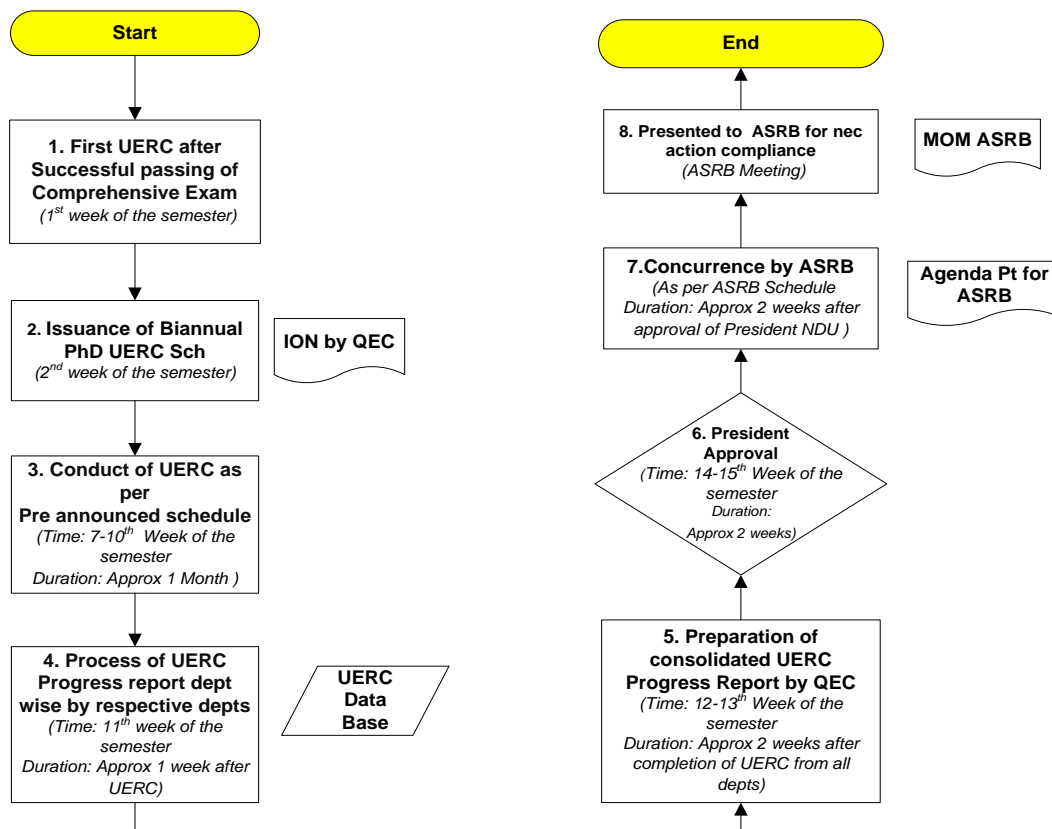 Start
1. First UERC after
Successful passing of
Comprehensive Exam
(1st week of the semester)
2. Issuance of Biannual
PhD UERC Sch
(2nd week of the semester)
ION by QEC
3. Conduct of UERC as
per
Pre announced schedule
(Time: 7-10th Week of the
semester
Duration: Approx 1 Month )
4. Process of UERC
Progress report dept
wise by respective depts
(Time: 11th week of the
semester
Duration: Approx 1 week after
UERC)
UERC
Data
Base
End
8. Presented to ASRB for nec
action compliance
(ASRB Meeting)
MOM ASRB
7.Concurrence by ASRB
(As per ASRB Schedule
Duration: Approx 2 weeks after
approval of President NDU )
Agenda Pt for
ASRB
6. President
Approval
(Time: 14-15th Week of the
semester
Duration:
Approx 2 weeks)
5. Preparation of
consolidated UERC
Progress Report by QEC
(Time: 12-13th Week of the
semester
Duration: Approx 2 weeks after
completion of UERC from all
depts)